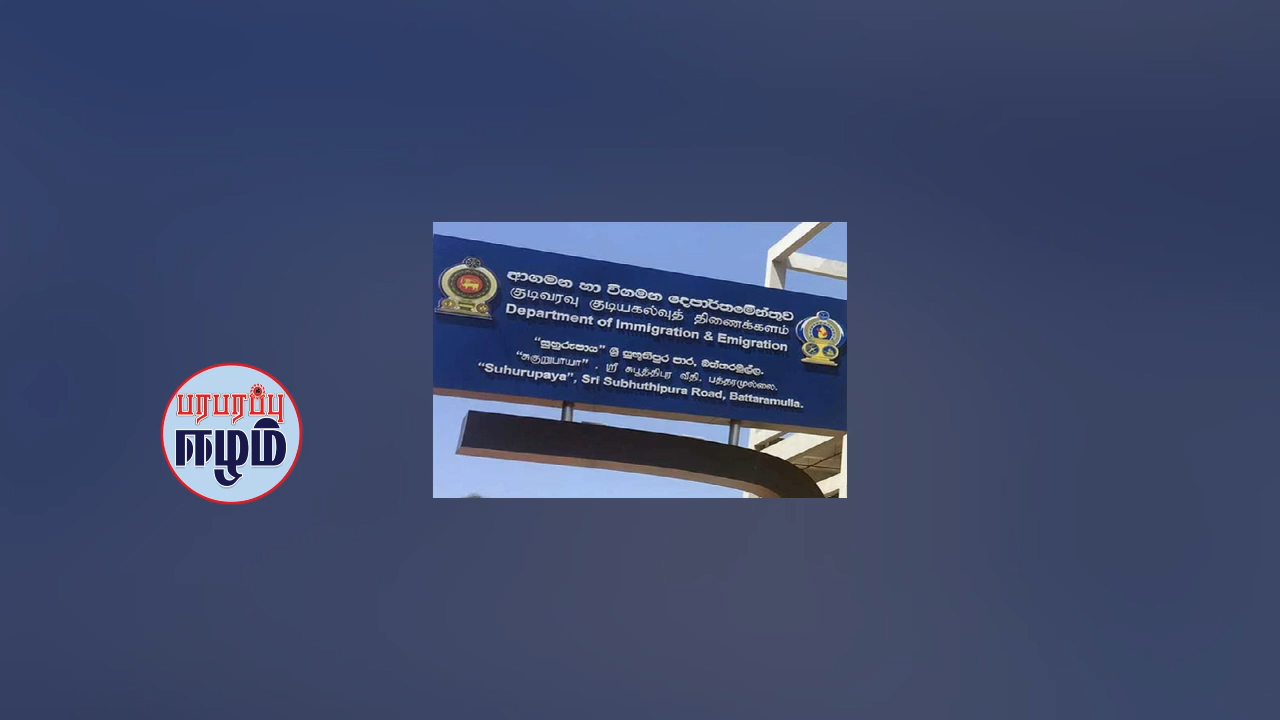 ආගමන හා විගමන දෙපාර්තමේන්තුව
குடிவரவு குடியகல்வுத் திணைக்களம்
Department of Immigration & Emigration
"සුහුරුපාය" ශ්‍රී සුභූතිපුර පාර, බත්තරමුල්ල.
"சுகுறுபாயா" . ஸ்ரீ சுபூத்திபுர வீதி, பத்தரமுல்லை.
"Suhurupaya", Sri Subhuthipura Road, Battaramulla.
பரபரப்பு
ஈழம்